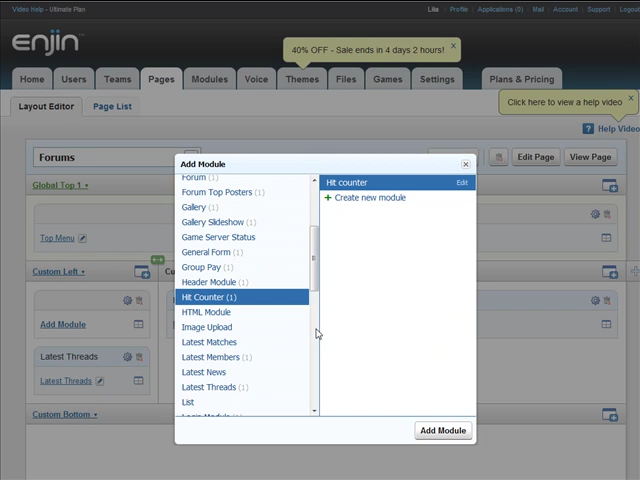 Video Help - Ultimate Plan
Lila Profile Applications (0) Mail Account Support Logout
enjin
40% OFF - Sale ends in 4 days 2 hours! x
Home Users Teams Pages Modules Voice Themes Files Games Settings Plans & Pricing
Layout Editor Page List
Click here to view a help video x
? Help Video
Forums
Edit Page View Page
Add Module
Global Top 1
Top Menu
Forum (1)
Forum Top Posters (1)
Gallery (1)
Gallery Slideshow (1)
Game Server Status
General Form (1)
Group Pay (1)
Header Module (1)
Hit Counter (1)
HTML Module
Image Upload
Latest Matches
Latest Members (1)
Latest News
Latest Threads (1)
List
Login Module (1)
Hit counter Edit
+ Create new module
Custom Left
Add Module
Latest Threads
Latest Threads
Custom Bottom
Add Module